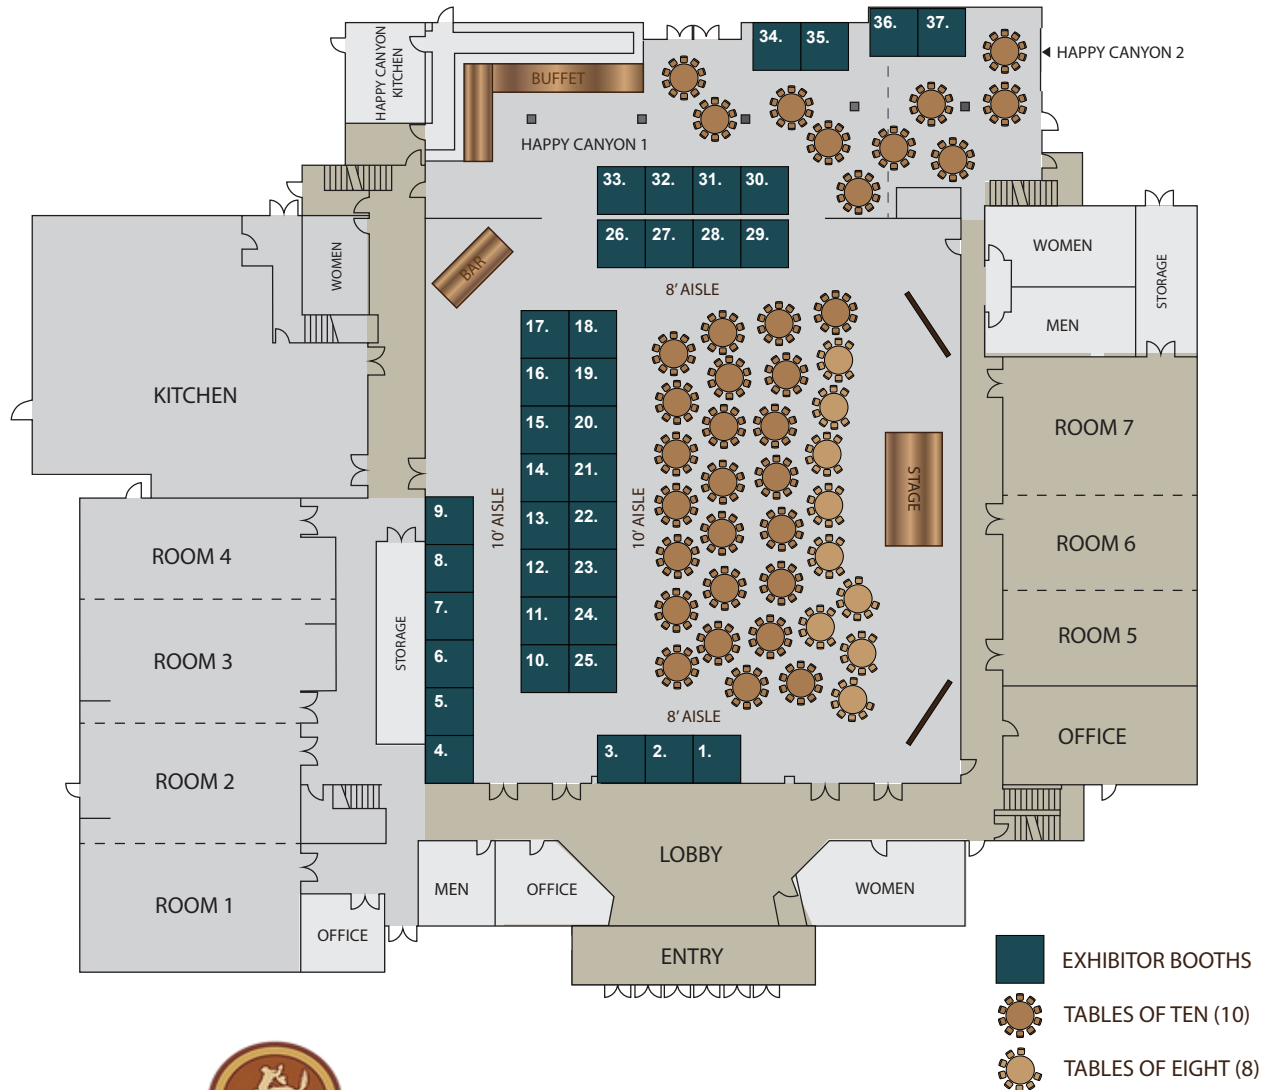 34.
35.
36.
37.
HAPPY CANYON 2
HAPPY CANYON
KITCHEN
BUFFET
HAPPY CANYON 1
33.
32.
31.
30.
26.
27.
28.
29.
WOMEN
BAR
8' AISLE
WOMEN
MEN
STORAGE
17.
18.
16.
19.
15.
20.
14.
21.
13.
22.
12.
23.
11.
24.
10.
25.
KITCHEN
ROOM 7
STAGE
9.
8.
7.
6.
5.
4.
10' AISLE
10' AISLE
ROOM 4
ROOM 6
STORAGE
ROOM 3
ROOM 5
8' AISLE
OFFICE
3.
2.
1.
ROOM 2
LOBBY
MEN
OFFICE
WOMEN
ROOM 1
OFFICE
ENTRY
EXHIBITOR BOOTHS
TABLES OF TEN (10)
TABLES OF EIGHT (8)